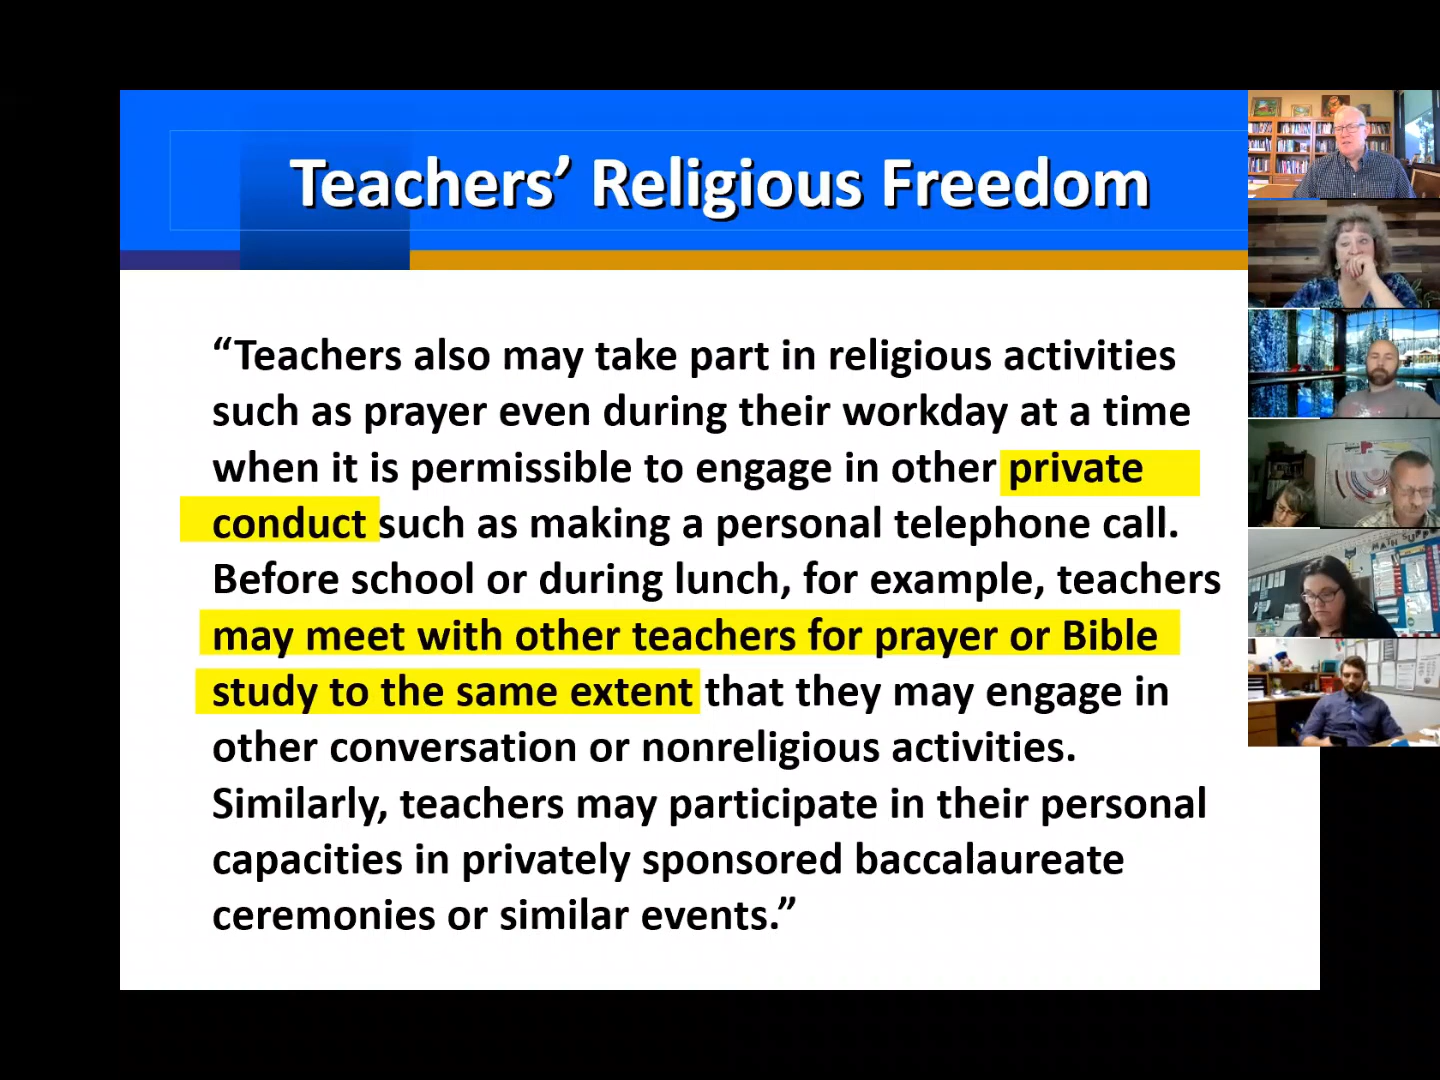 Teachers’ Religious Freedom
“Teachers also may take part in religious activities
such as prayer even during their workday at a time
when it is permissible to engage in other private
conduct such as making a personal telephone call.
Before school or during lunch, for example, teachers
may meet with other teachers for prayer or Bible
study to the same extent that they may engage in
other conversation or nonreligious activities.
Similarly, teachers may participate in their personal
capacities in privately sponsored baccalaureate
ceremonies or similar events.”
MAIN